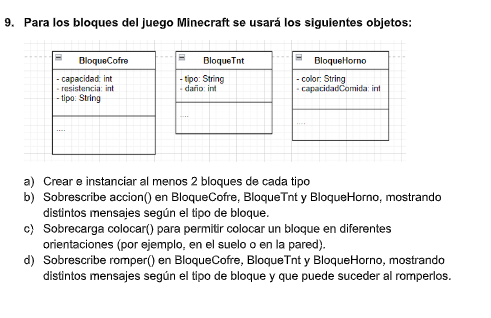 9. Para los bloques del juego Minecraft se usará los siguientes objetos:
BloqueCofre
- capacidad: int
- resistencia: int
- tipo: String
....
BloqueTnt
- tipo: String
- daño: int
....
BloqueHorno
- color: String
- capacidadComida: int
....
a) Crear e instanciar al menos 2 bloques de cada tipo
b) Sobrescribe accion() en BloqueCofre, BloqueTnt y BloqueHorno, mostrando
distintos mensajes según el tipo de bloque.
c) Sobrecarga colocar() para permitir colocar un bloque en diferentes
orientaciones (por ejemplo, en el suelo o en la pared).
d) Sobrescribe romper() en BloqueCofre, BloqueTnt y BloqueHorno, mostrando
distintos mensajes según el tipo de bloque y que puede suceder al romperlos.